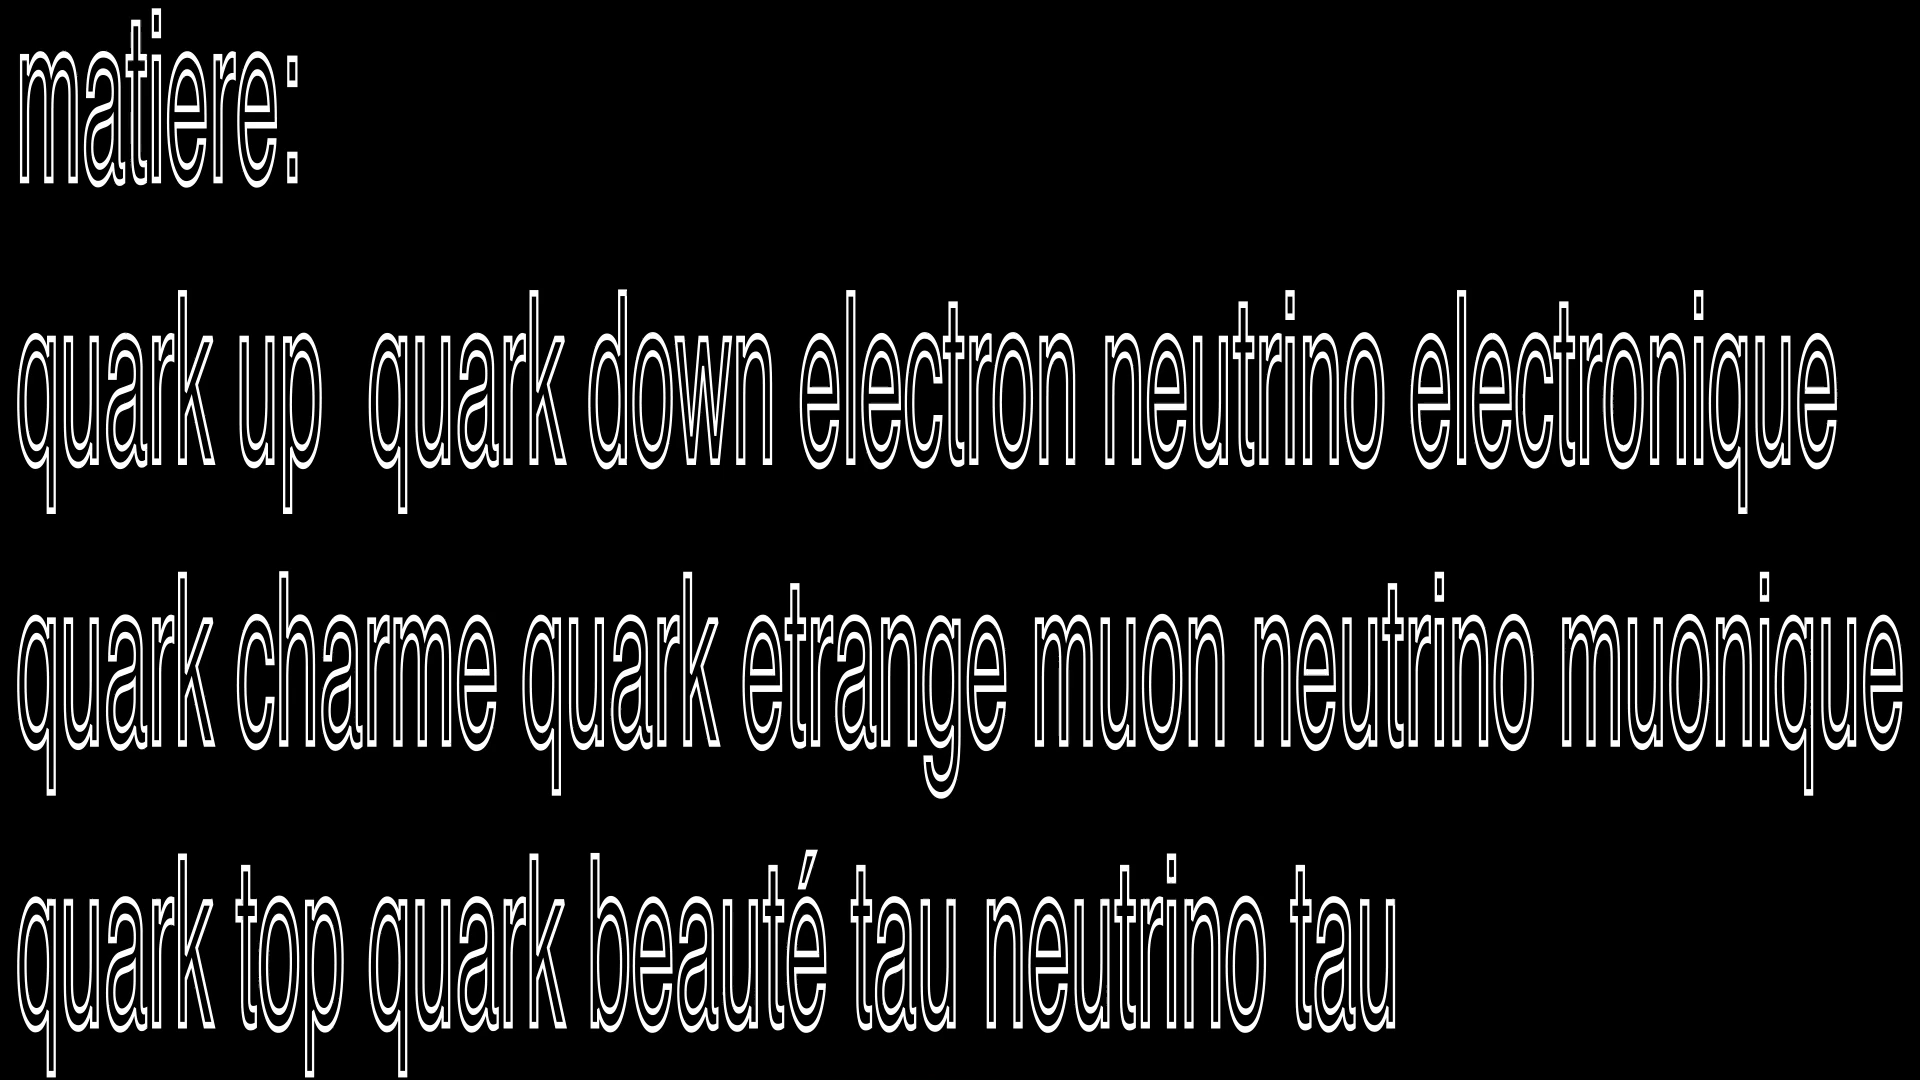 matiere:
quark up  quark down electron neutrino electronique
quark charme quark etrange muon neutrino muonique
quark top quark beauté tau neutrino tau